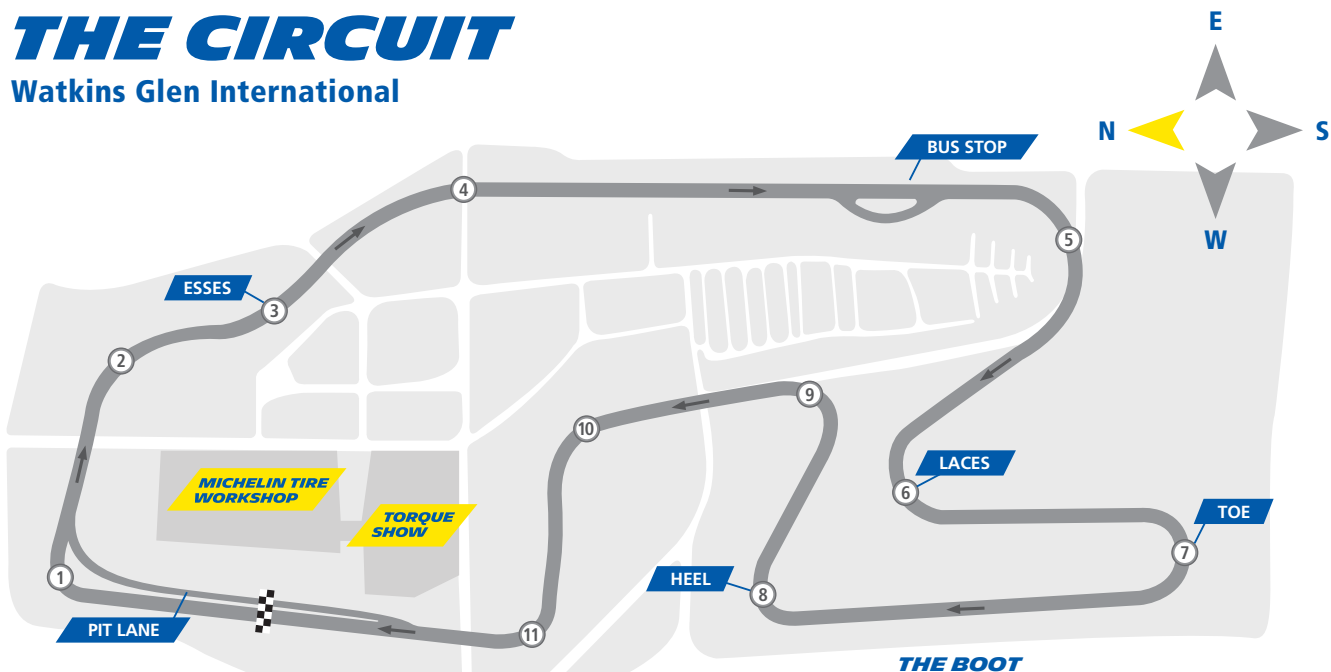 THE CIRCUIT
Watkins Glen International
E
N
S
W
BUS STOP
4
5
ESSES
3
2
9
10
LACES
6
MICHELIN TIRE
WORKSHOP
TORQUE
SHOW
TOE
7
1
HEEL
8
PIT LANE
11
THE BOOT